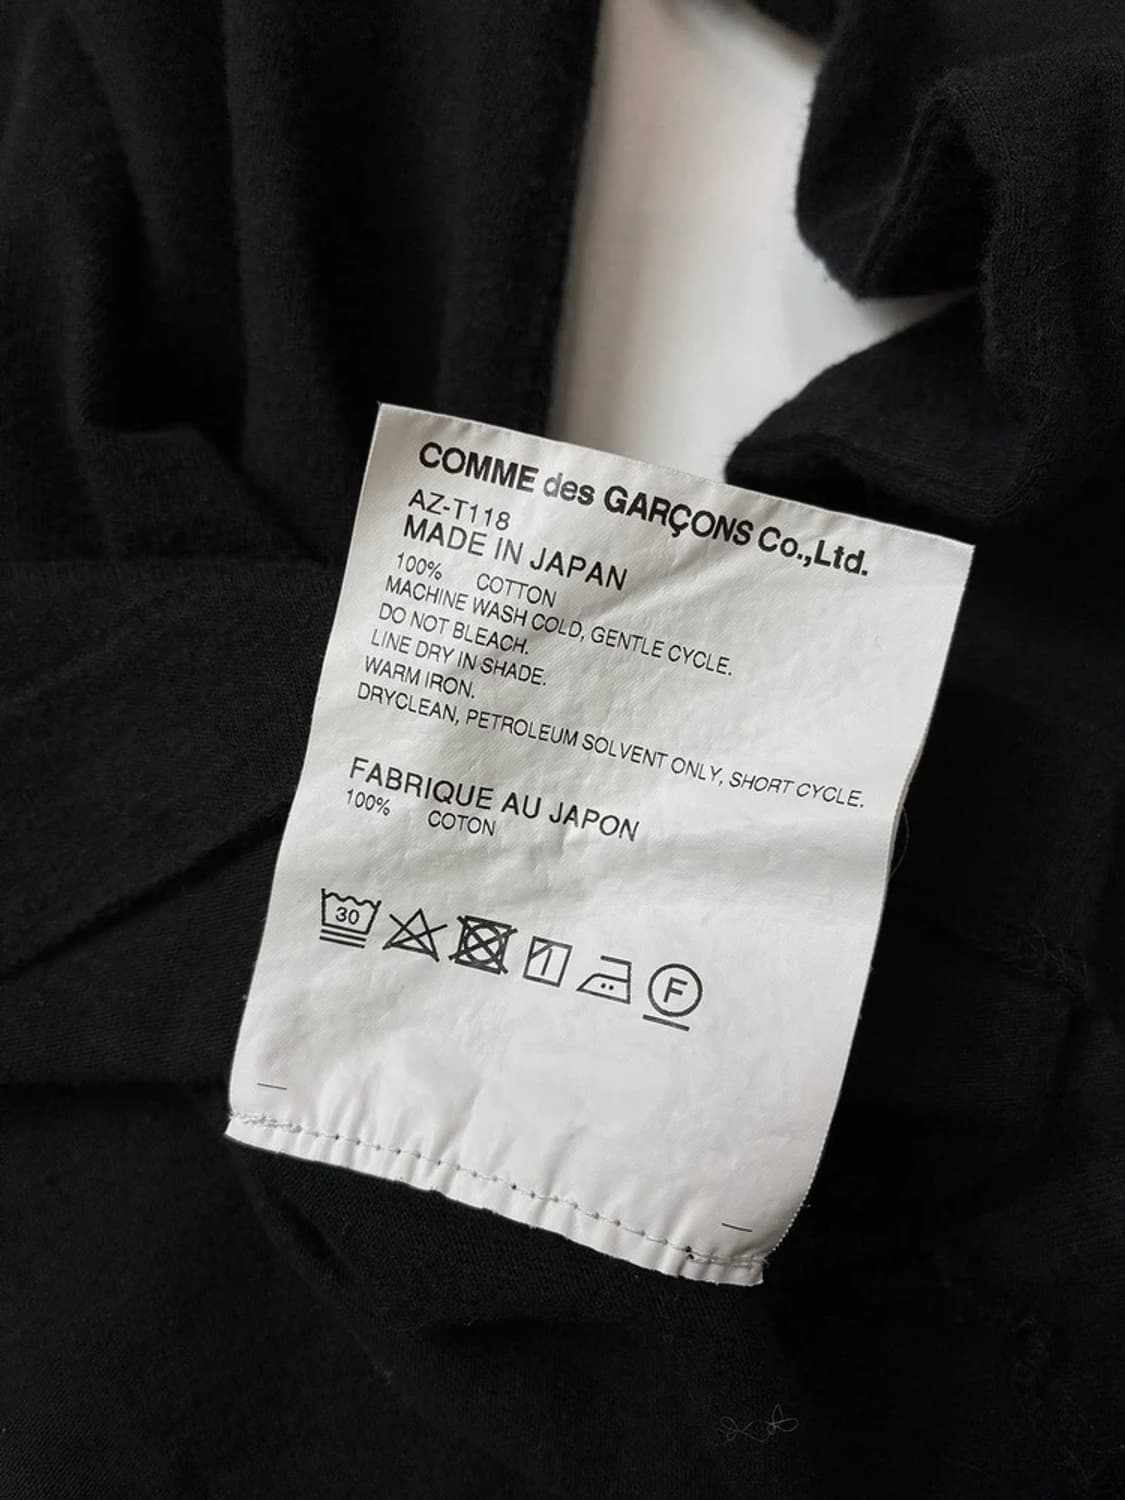 COMME des GARÇONS Co.,Ltd.
AZ-T118
MADE IN JAPAN
100% COTTON
MACHINE WASH COLD, GENTLE CYCLE.
DO NOT BLEACH.
LINE DRY IN SHADE.
WARM IRON.
DRYCLEAN, PETROLEUM SOLVENT ONLY, SHORT CYCLE.
FABRIQUE AU JAPON
100% COTON
30 F